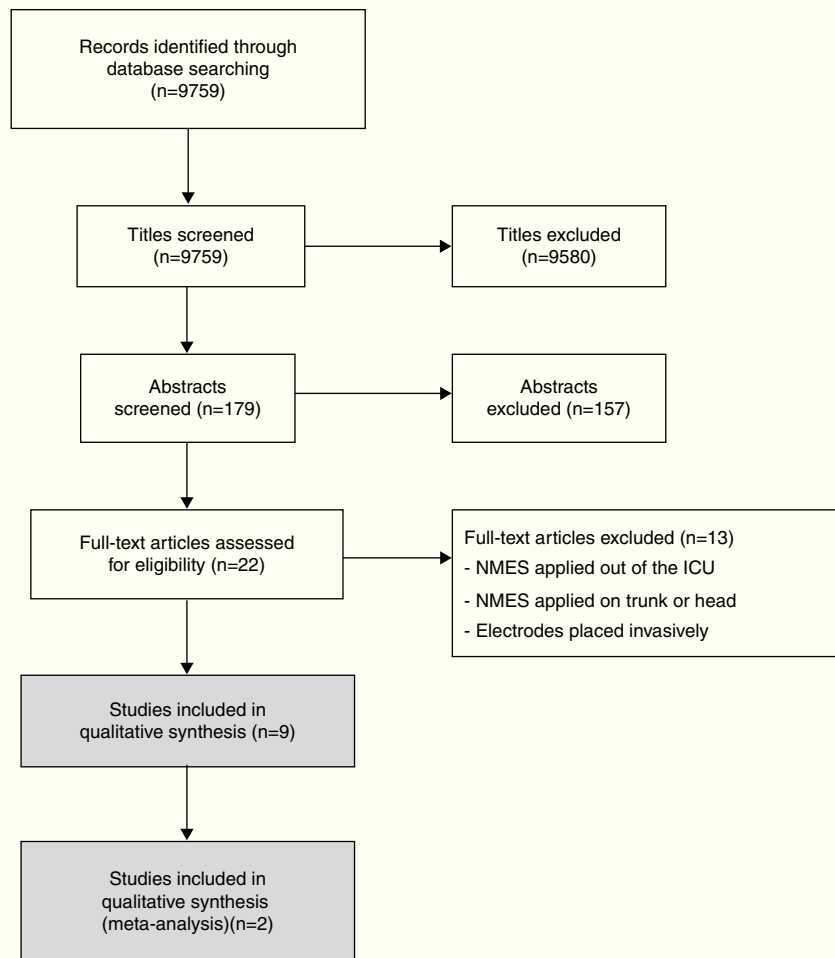 Records identified through
database searching
(n=9759)
Titles screened
(n=9759)
Titles excluded
(n=9580)
Abstracts
screened (n=179)
Abstracts
excluded (n=157)
Full-text articles assessed
for eligibility (n=22)
Full-text articles excluded (n=13)
- NMES applied out of the ICU
- NMES applied on trunk or head
- Electrodes placed invasively
Studies included in
qualitative synthesis (n=9)
Studies included in
qualitative synthesis
(meta-analysis)(n=2)